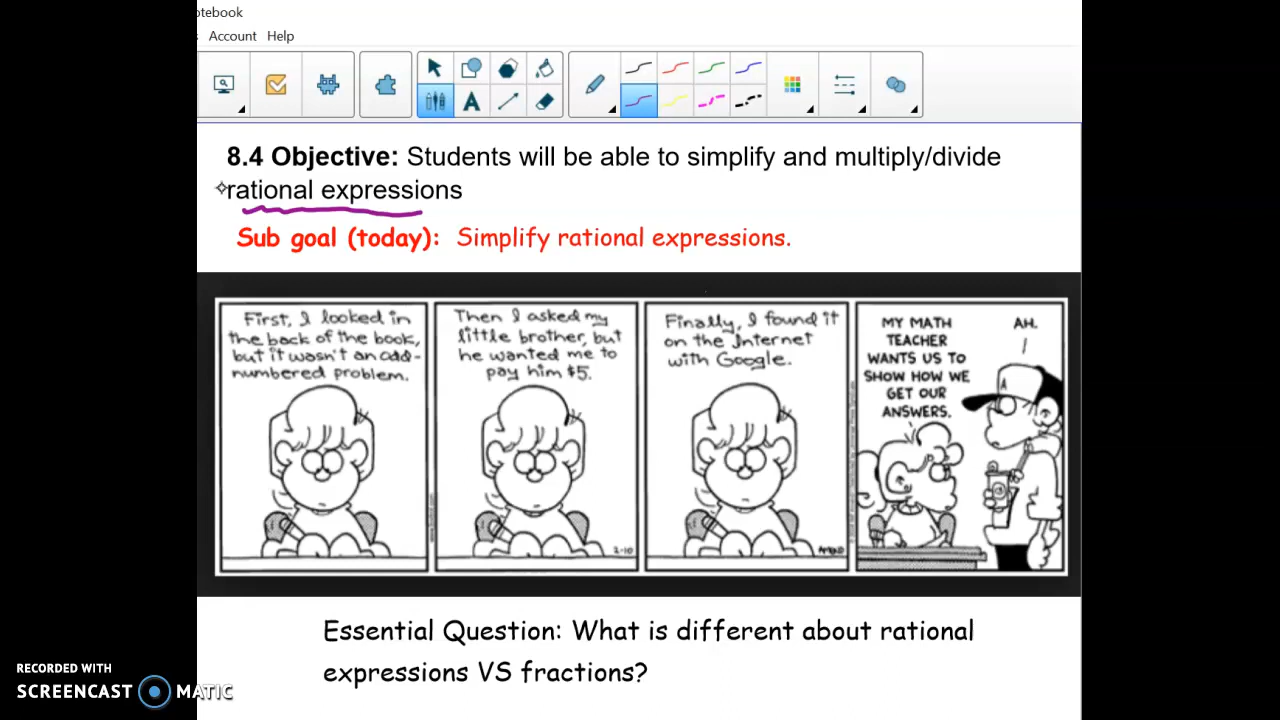 otebook
Account Help
8.4 Objective: Students will be able to simplify and multiply/divide
rational expressions
Sub goal (today): Simplify rational expressions.
First, I looked in
the back of the book,
but it wasn't an odd-
numbered problem.
Then I asked my
little brother, but
he wanted me to
pay him $5.
2-10
Finally, I found it
on the Internet
with Google.
AMEND
MY MATH
TEACHER
WANTS US TO
SHOW HOW WE
GET OUR
ANSWERS.
AH.
Essential Question: What is different about rational
expressions VS fractions?
RECORDED WITH
SCREENCAST MATIC